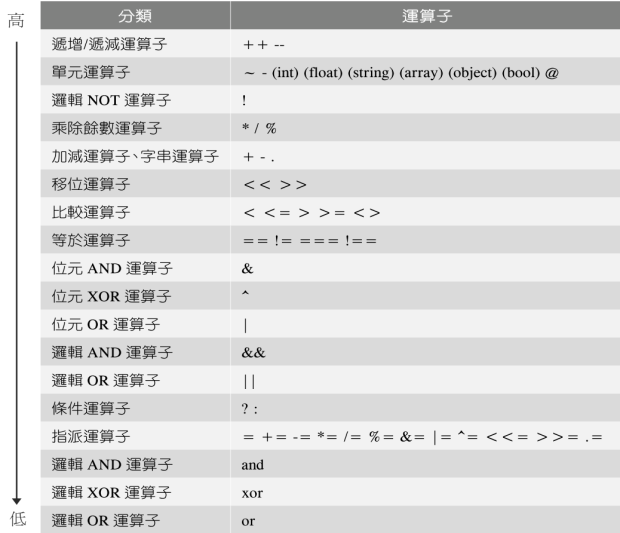 高
分類 運算子
遞增/遞減運算子 ++ --
單元運算子 ~ - (int) (float) (string) (array) (object) (bool) @
邏輯 NOT 運算子 !
乘除餘數運算子 * / %
加減運算子、字串運算子 + - .
移位運算子 << >>
比較運算子 < <= > >= <>
等於運算子 == != === !==
位元 AND 運算子 &
位元 XOR 運算子 ^
位元 OR 運算子 |
邏輯 AND 運算子 &&
邏輯 OR 運算子 ||
條件運算子 ? :
指派運算子 = += -= *= /= %= &= |= ^= <<= >>= .=
邏輯 AND 運算子 and
邏輯 XOR 運算子 xor
邏輯 OR 運算子 or
低